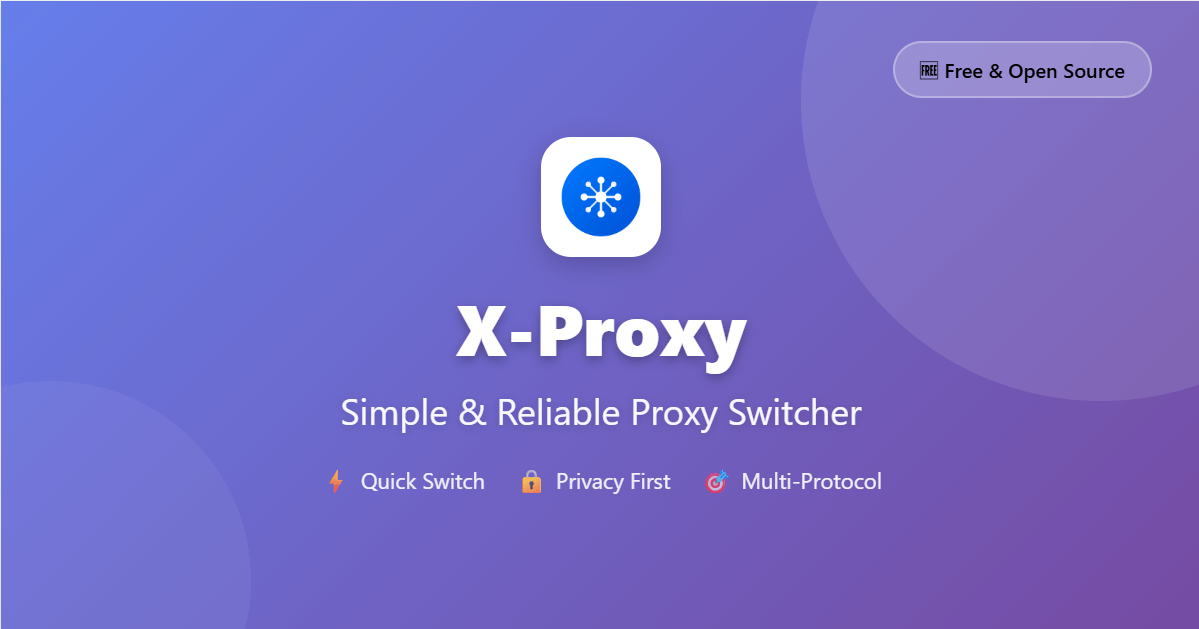 🆓 Free & Open Source
X-Proxy
Simple & Reliable Proxy Switcher
⚡ Quick Switch 🔒 Privacy First 🎯 Multi-Protocol